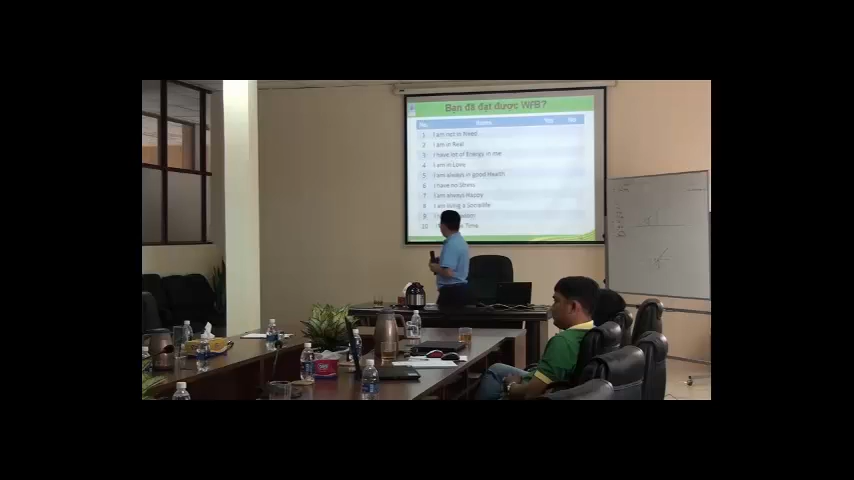 Bạn đã đạt được WFB?
No. Items Yes No
1 I am not in Need
2 I am in Real
3 I have lot of Energy in me
4 I am in Love
5 I am always in good Health
6 I have no Stress
7 I am always Happy
8 I am living a
9
10 Time